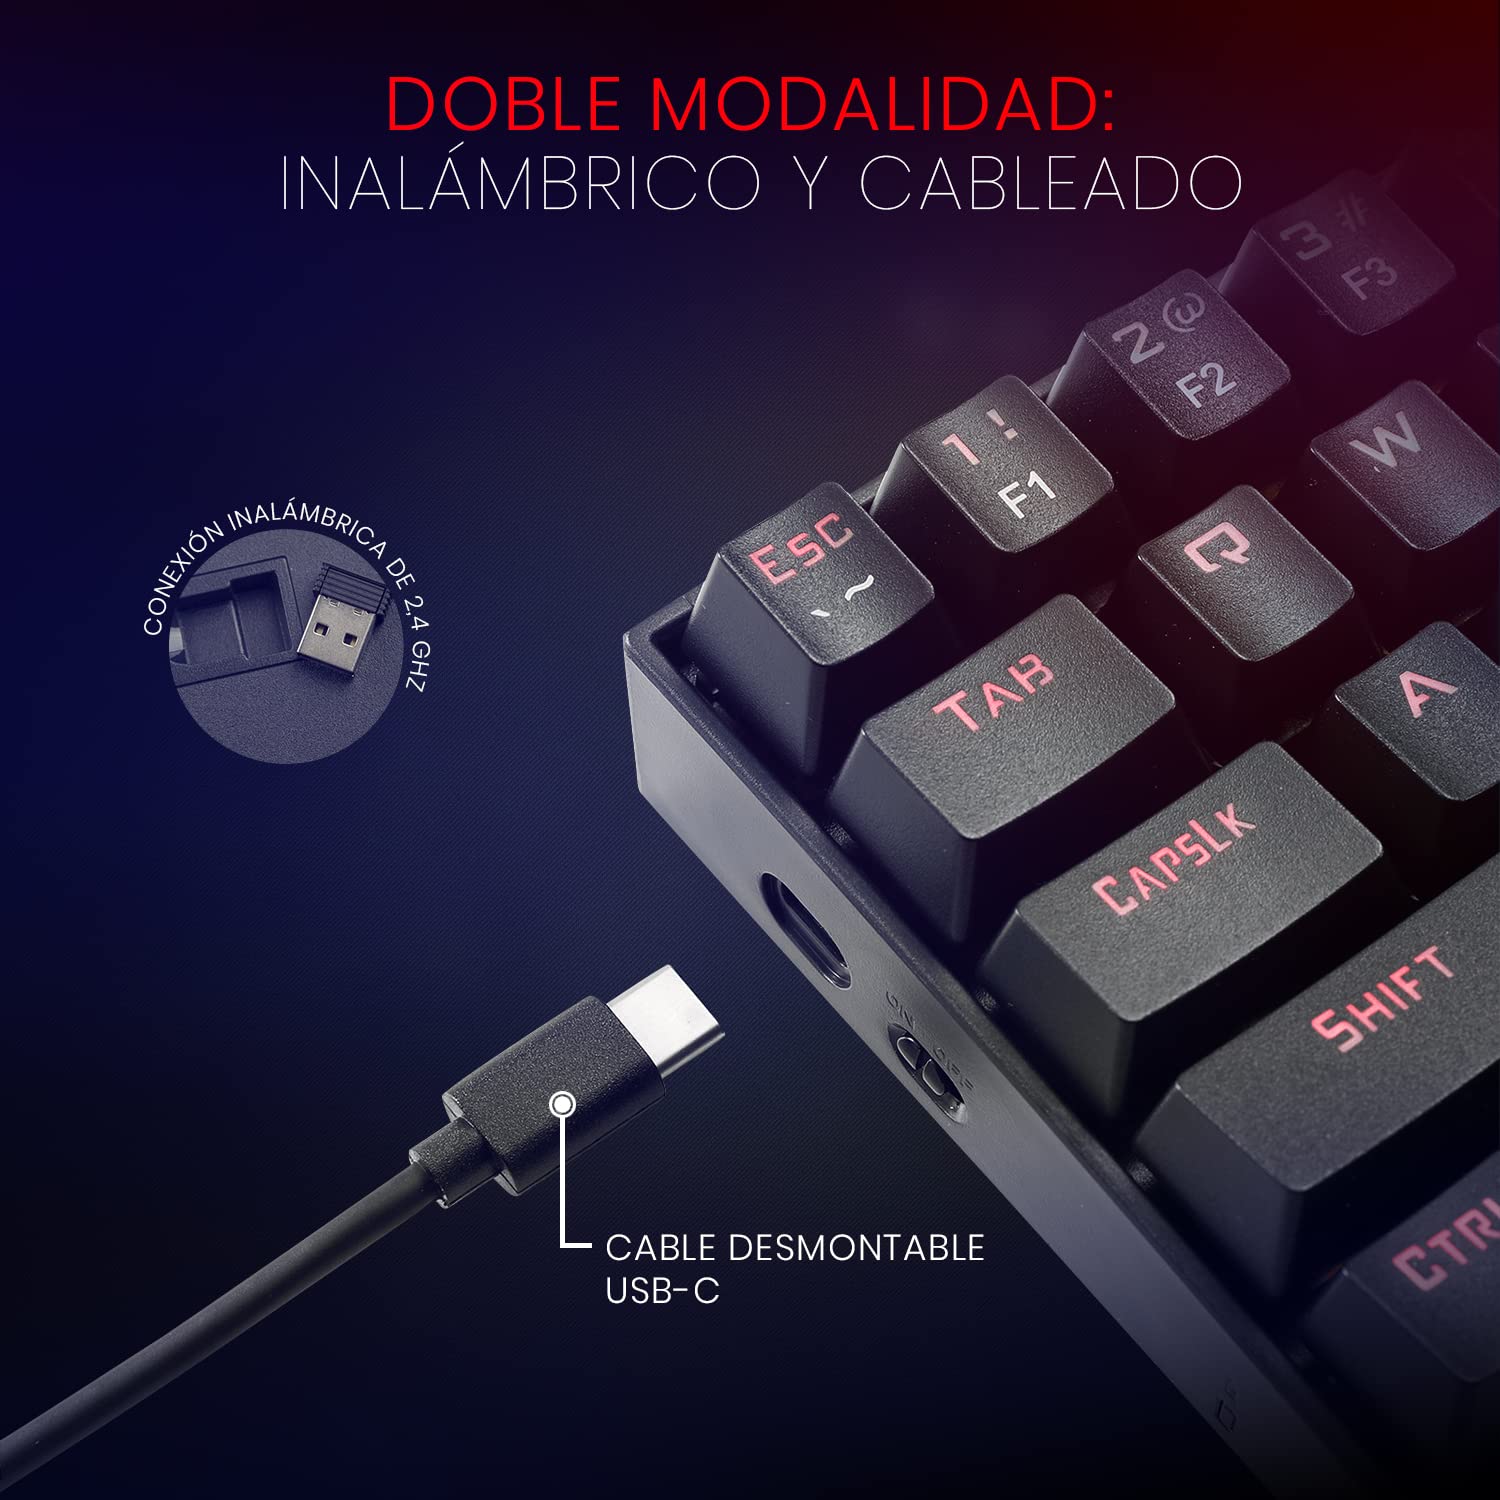 DOBLE MODALIDAD:
INALÁMBRICO Y CABLEADO
CONEXIÓN INALÁMBRICA DE 2,4 GHZ
3 #
F3
2 @
F2
1 !
F1
W
ESC
` ~
Q
TAB
A
CAPSLK
SHIFT
ON
CABLE DESMONTABLE
USB-C